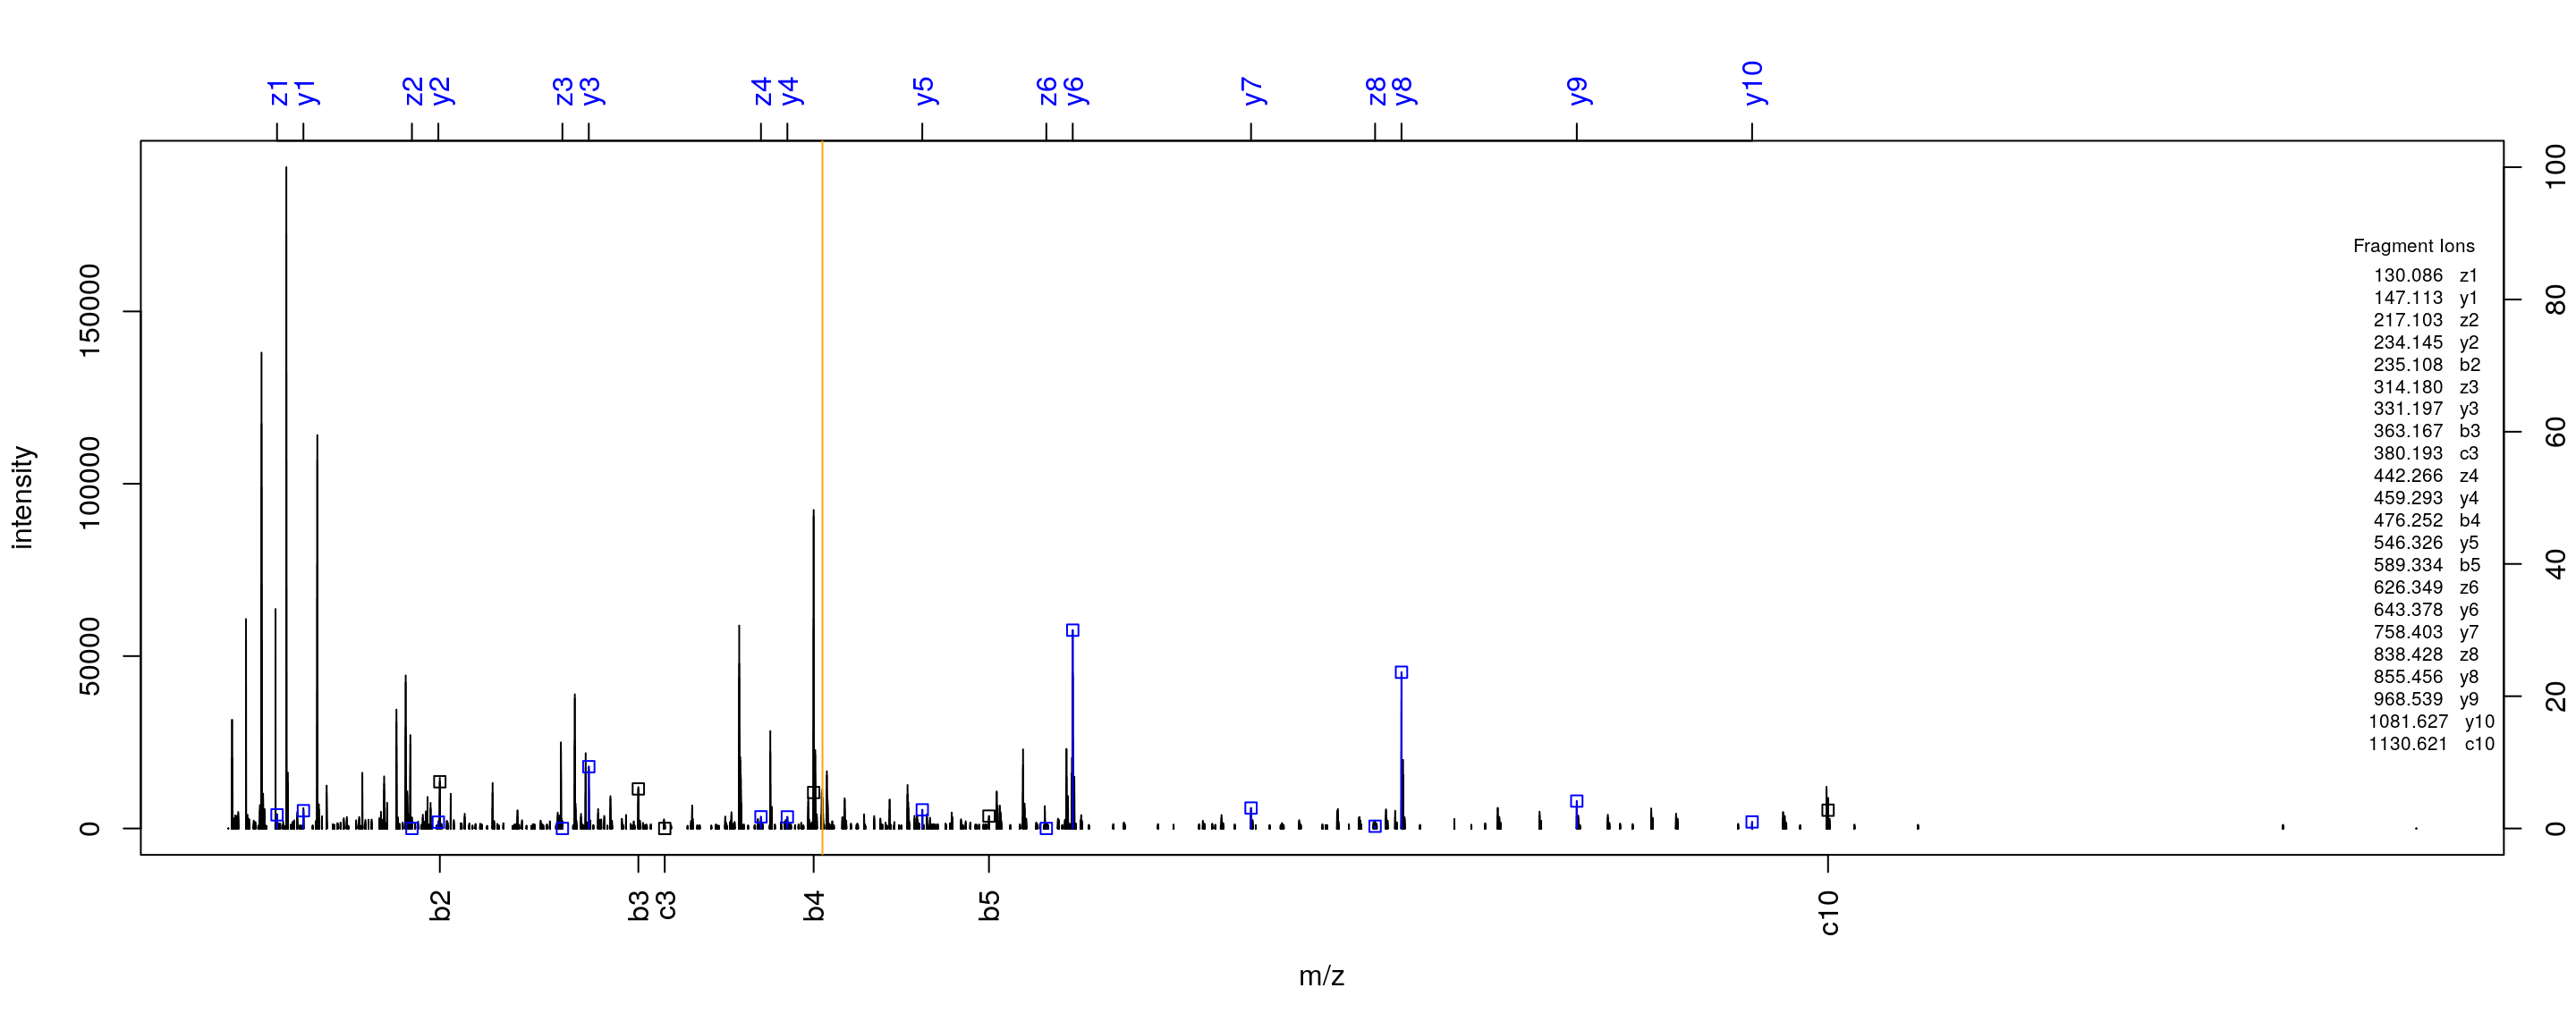 z1 y1 z2 y2 z3 y3 z4 y4 y5 z6 y6 y7 z8 y8 y9 y10
intensity
0 50000 100000 150000
0 20 40 60 80 100
Fragment Ions
130.086 z1
147.113 y1
217.103 z2
234.145 y2
235.108 b2
314.180 z3
331.197 y3
363.167 b3
380.193 c3
442.266 z4
459.293 y4
476.252 b4
546.326 y5
589.334 b5
626.349 z6
643.378 y6
758.403 y7
838.428 z8
855.456 y8
968.539 y9
1081.627 y10
1130.621 c10
b2 b3 c3 b4 b5 c10
m/z